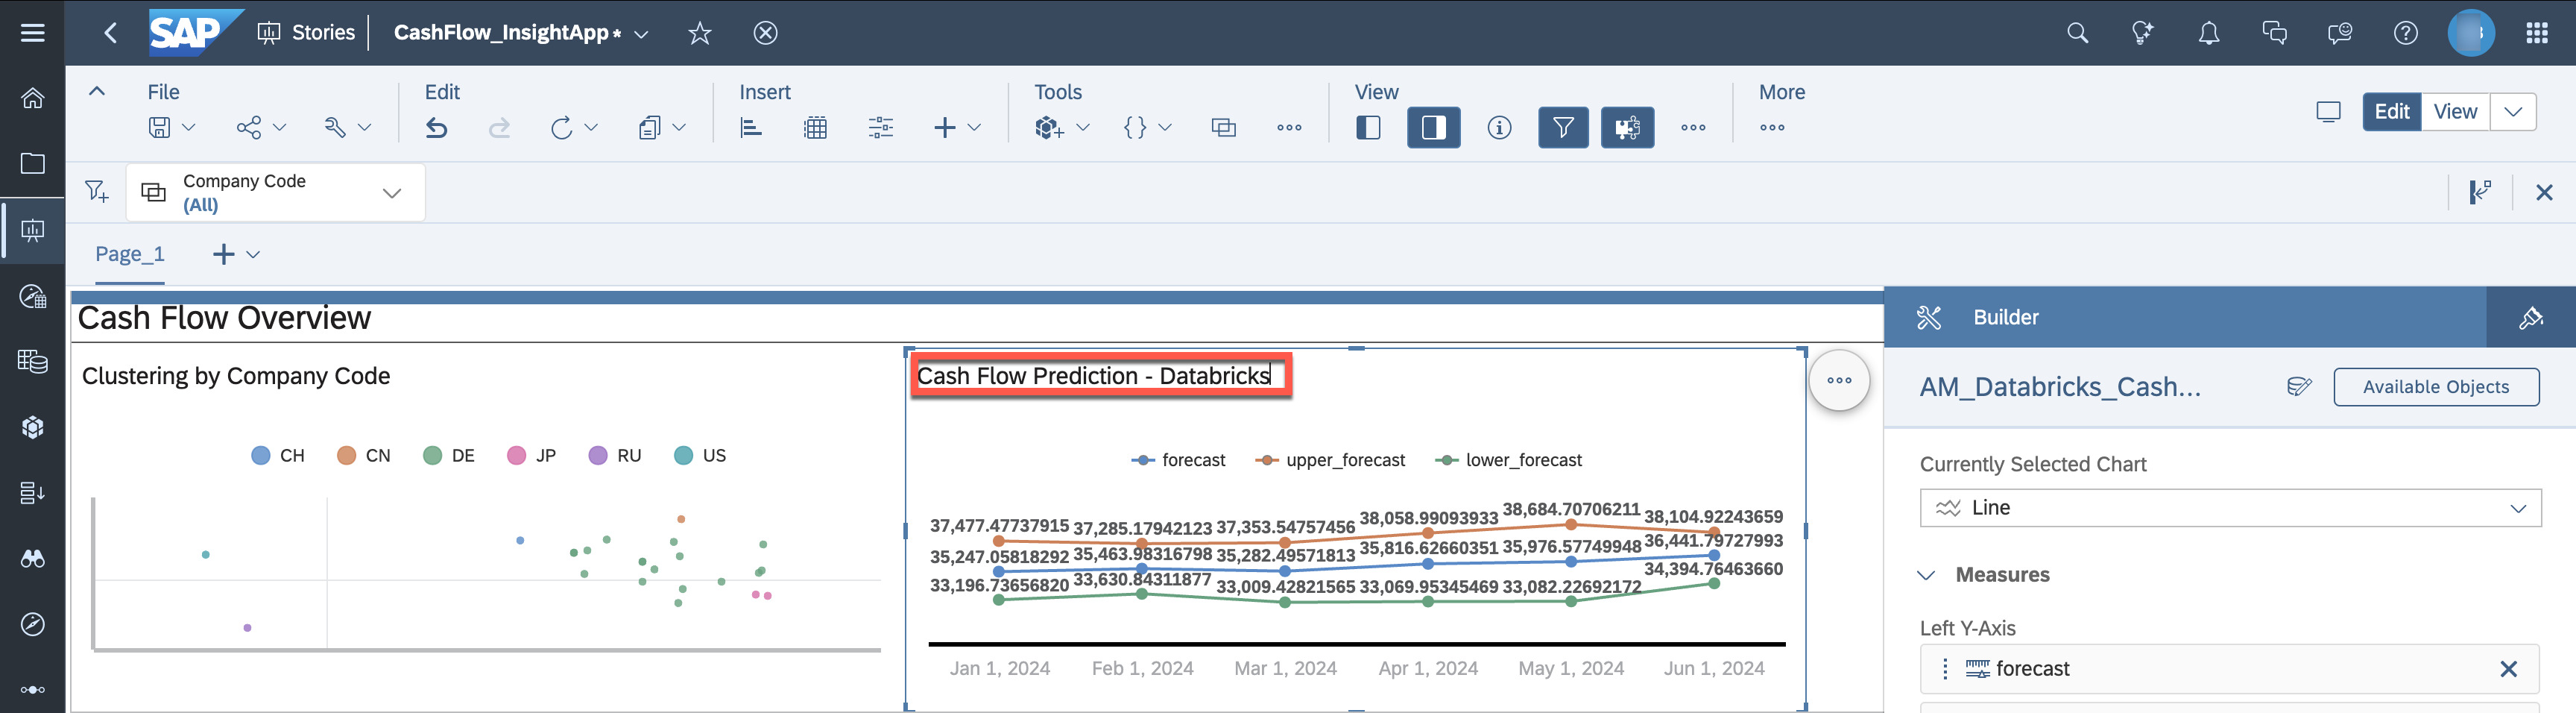 SAP Stories CashFlow_InsightApp*
File Edit Insert Tools View More
Edit View
Company Code
(All)
Page_1
Cash Flow Overview
Clustering by Company Code
CH CN DE JP RU US
Cash Flow Prediction - Databricks
forecast upper_forecast lower_forecast
37,477.47737915 37,285.17942123 37,353.54757456 38,058.99093933 38,684.70706211 38,104.92243659
35,247.05818292 35,463.98316798 35,282.49571813 35,816.62660351 35,976.57749948 36,441.79727993
33,196.73656820 33,630.84311877 33,009.42821565 33,069.95345469 33,082.22692172 34,394.76463660
Jan 1, 2024 Feb 1, 2024 Mar 1, 2024 Apr 1, 2024 May 1, 2024 Jun 1, 2024
Builder
AM_Databricks_Cash... Available Objects
Currently Selected Chart
Line
Measures
Left Y-Axis
forecast